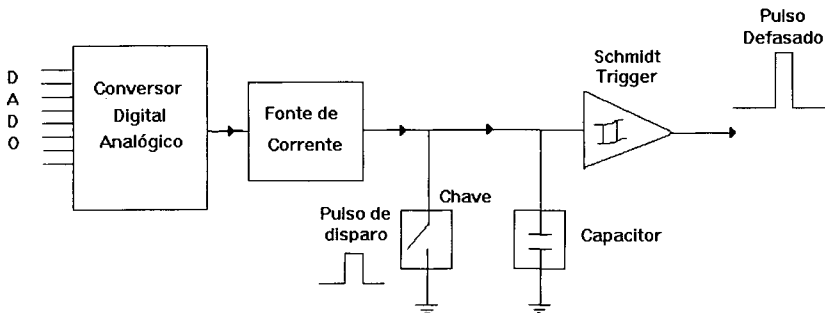 Pulso
Defasado
Schmidt
Trigger
D
A
D
O
Conversor
Digital
Analógico
Fonte de
Corrente
Chave
Pulso de
disparo
Capacitor